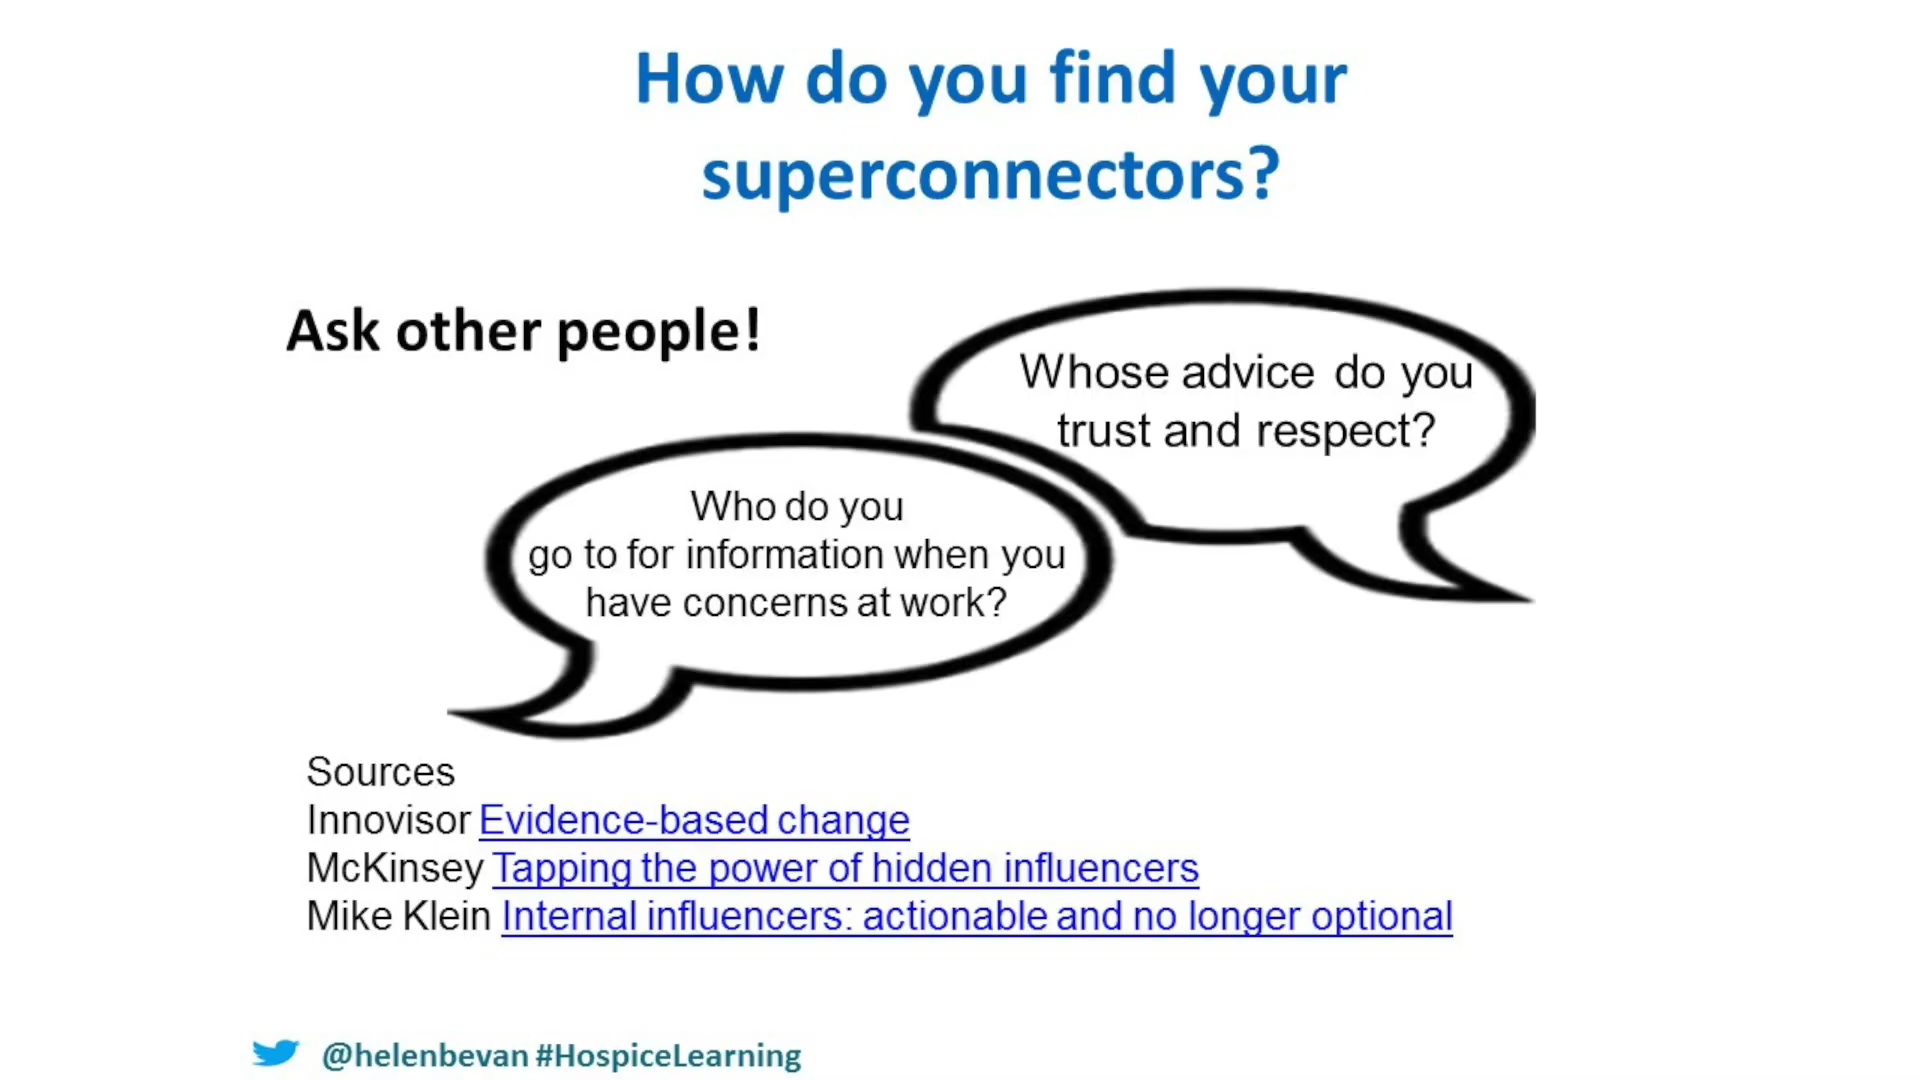 How do you find your
superconnectors?
Ask other people!
Whose advice do you
trust and respect?
Who do you
go to for information when you
have concerns at work?
Sources
Innovisor Evidence-based change
McKinsey Tapping the power of hidden influencers
Mike Klein Internal influencers: actionable and no longer optional
@helenbevan #HospiceLearning